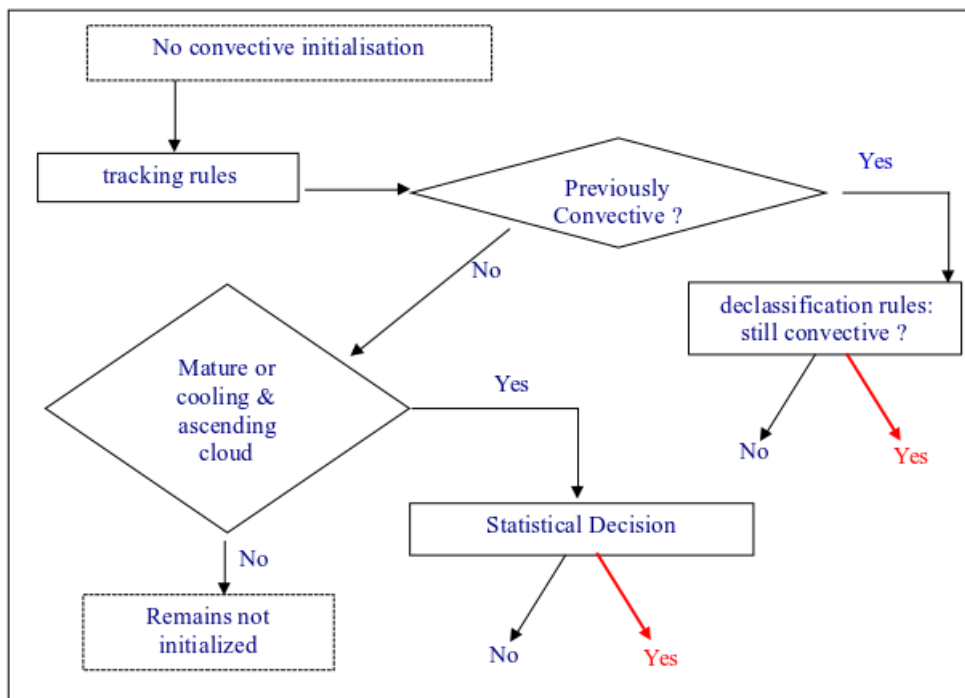 No convective initialisation
tracking rules
Previously
Convective ?
Yes
No
declassification rules:
still convective ?
Mature or
cooling &
ascending
cloud
Yes
No
Yes
Statistical Decision
No
Remains not
initialized
No
Yes